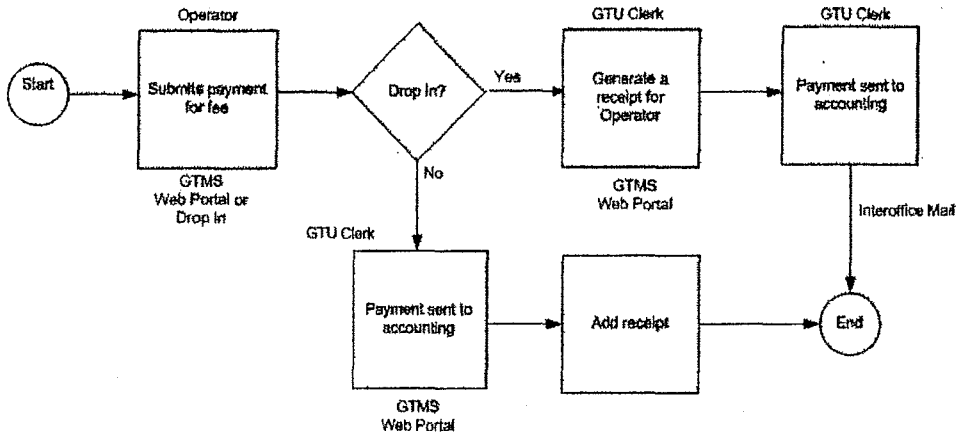 Operator
GTU Clerk
GTU Clerk
Start
Submits payment
for fee
Drop in?
Yes
Generate a
receipt for
Operator
Payment sent to
accounting
GTMS
Web Portal or
Drop In
No
GTMS
Web Portal
Interoffice Mail
GTU Clerk
Payment sent to
accounting
Add receipt
End
GTMS
Web Portal